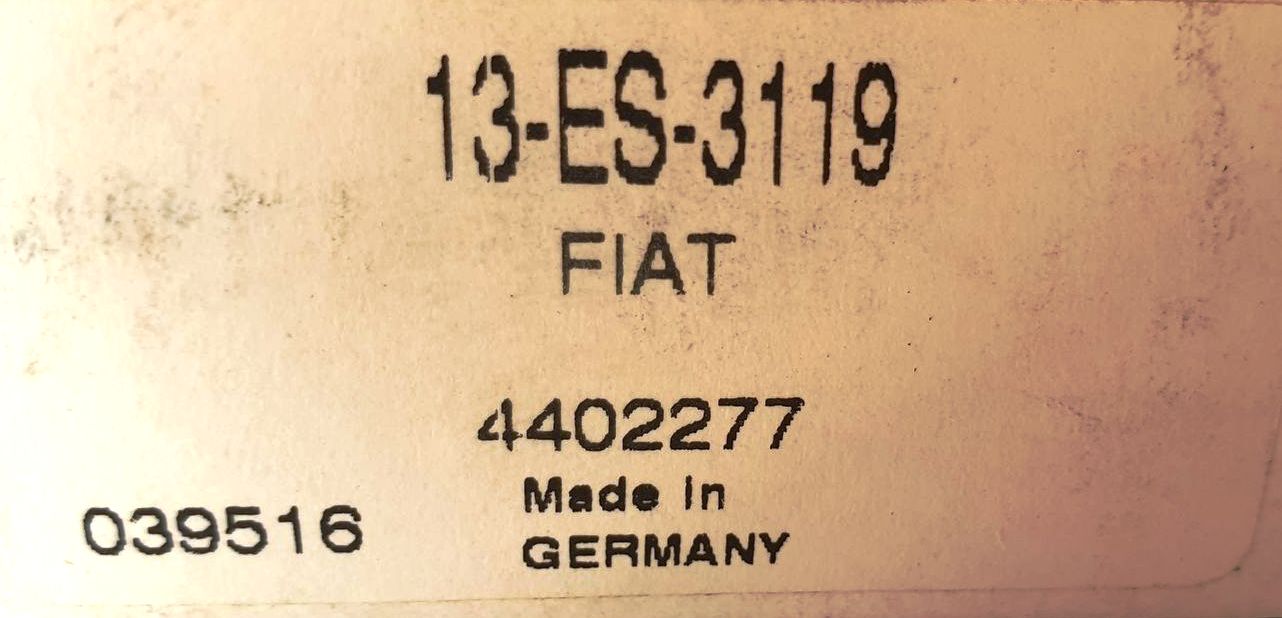 13-ES-3119
FIAT
4402277
Made in
GERMANY
039516